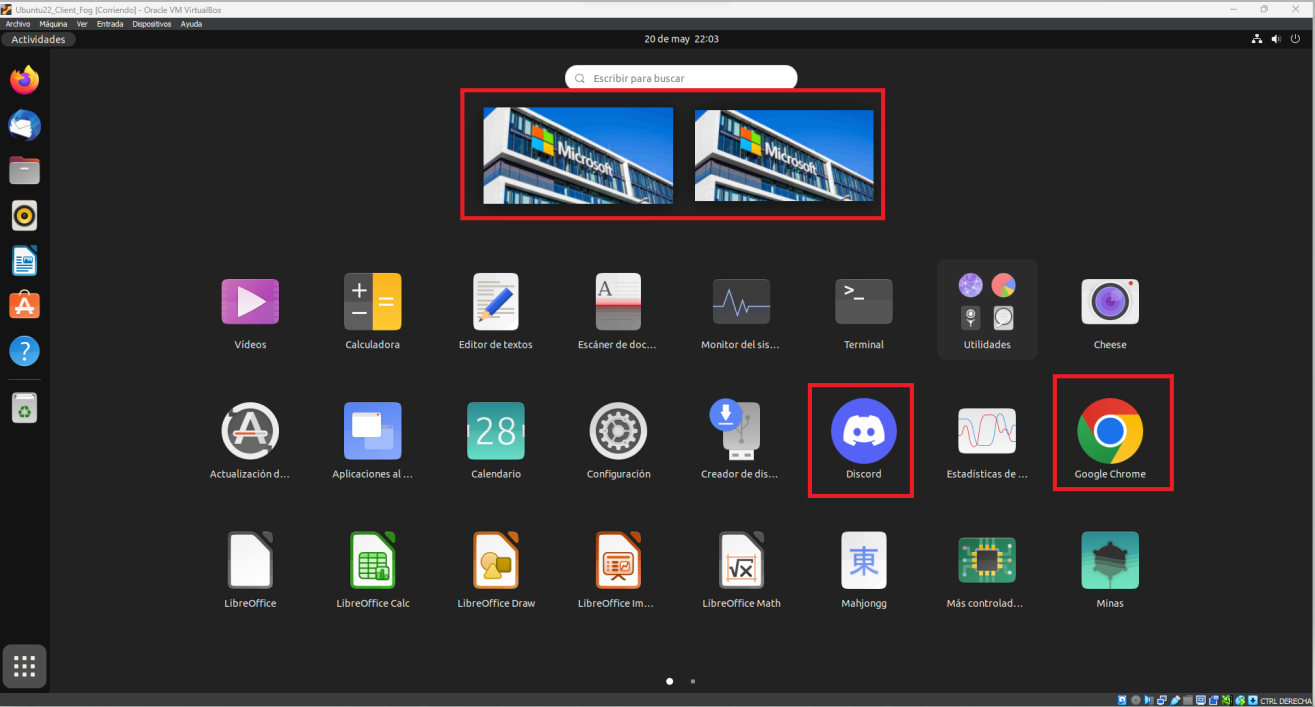 Ubuntu22_Client_Fog [Corriendo] - Oracle VM VirtualBox
Archivo Máquina Ver Entrada Dispositivos Ayuda
Actividades
20 de may 22:03
Escribir para buscar
Microsoft
Microsoft
Vídeos
Calculadora
Editor de textos
Escáner de doc...
Monitor del sis...
Terminal
Utilidades
Cheese
Actualización d...
Aplicaciones al ...
28
Calendario
Configuración
Creador de dis...
Discord
Estadísticas de ...
Google Chrome
LibreOffice
LibreOffice Calc
LibreOffice Draw
LibreOffice Im...
LibreOffice Math
東
Mahjongg
Más controlad...
Minas
CTRL DERECHA